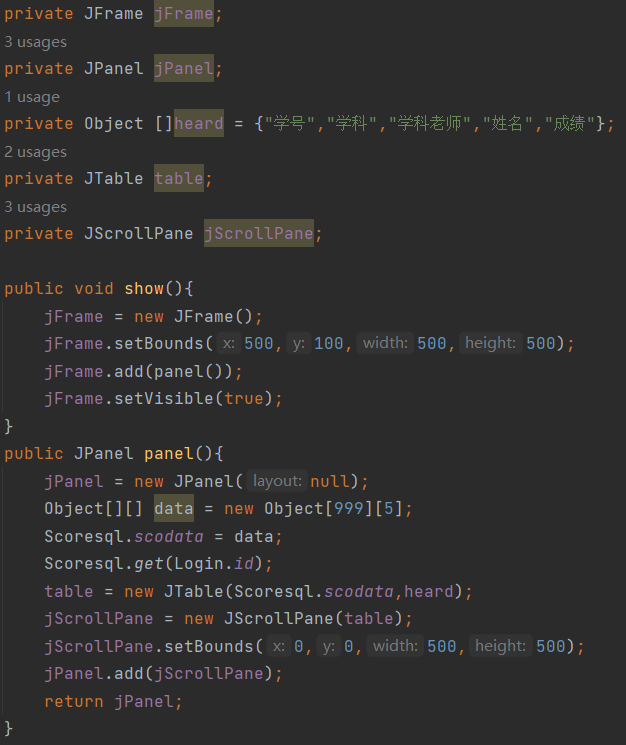 private JFrame jFrame;
3 usages
private JPanel jPanel;
1 usage
private Object []heard = {"学号","学科","学科老师","姓名","成绩"};
2 usages
private JTable table;
3 usages
private JScrollPane jScrollPane;
public void show(){
jFrame = new JFrame();
jFrame.setBounds( x: 500, y: 100, width: 500, height: 500);
jFrame.add(panel());
jFrame.setVisible(true);
}
public JPanel panel(){
jPanel = new JPanel( layout: null);
Object[][] data = new Object[999][5];
Scoresql.scodata = data;
Scoresql.get(Login.id);
table = new JTable(Scoresql.scodata,heard);
jScrollPane = new JScrollPane(table);
jScrollPane.setBounds( x: 0, y: 0, width: 500, height: 500);
jPanel.add(jScrollPane);
return jPanel;
}